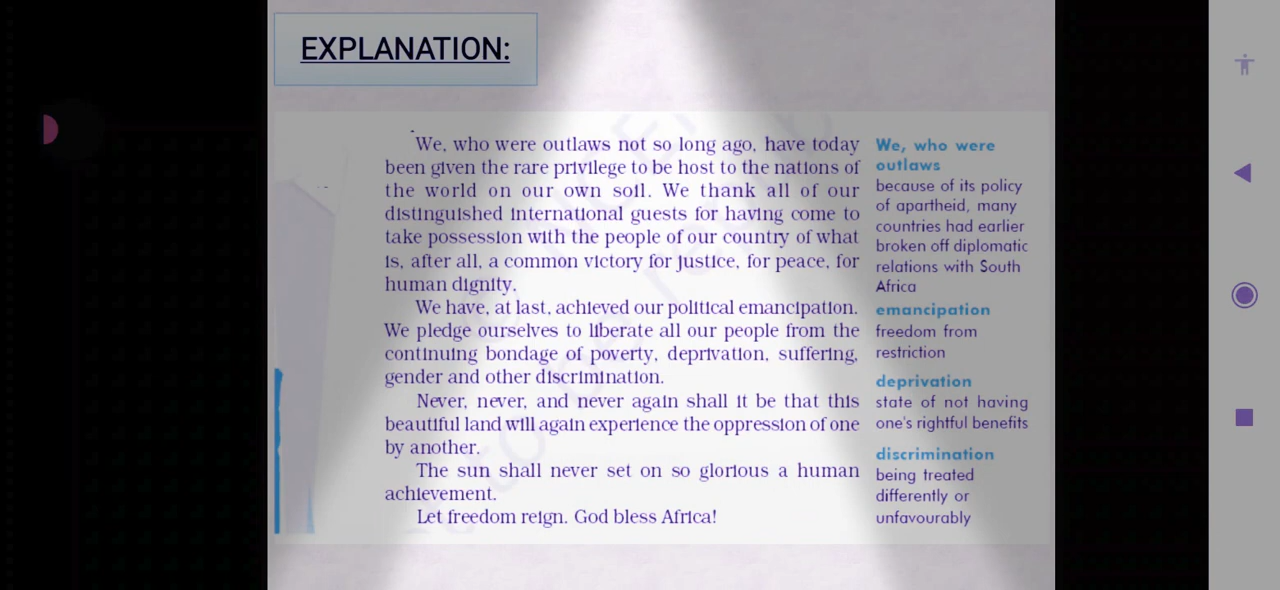 EXPLANATION:
We, who were outlaws not so long ago, have today
been given the rare privilege to be host to the nations of
the world on our own soil. We thank all of our
distinguished international guests for having come to
take possession with the people of our country of what
is, after all, a common victory for justice, for peace, for
human dignity.
We have, at last, achieved our political emancipation.
We pledge ourselves to liberate all our people from the
continuing bondage of poverty, deprivation, suffering,
gender and other discrimination.
Never, never, and never again shall it be that this
beautiful land will again experience the oppression of one
by another.
The sun shall never set on so glorious a human
achievement.
Let freedom reign. God bless Africa!
We, who were
outlaws
because of its policy
of apartheid, many
countries had earlier
broken off diplomatic
relations with South
Africa
emancipation
freedom from
restriction
deprivation
state of not having
one's rightful benefits
discrimination
being treated
differently or
unfavourably